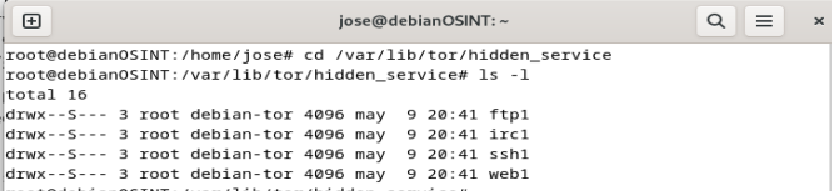 jose@debianOSINT: ~
root@debianOSINT:/home/jose# cd /var/lib/tor/hidden_service
root@debianOSINT:/var/lib/tor/hidden_service# ls -l
total 16
drwx--S--- 3 root debian-tor 4096 may  9 20:41 ftp1
drwx--S--- 3 root debian-tor 4096 may  9 20:41 irc1
drwx--S--- 3 root debian-tor 4096 may  9 20:41 ssh1
drwx--S--- 3 root debian-tor 4096 may  9 20:41 web1